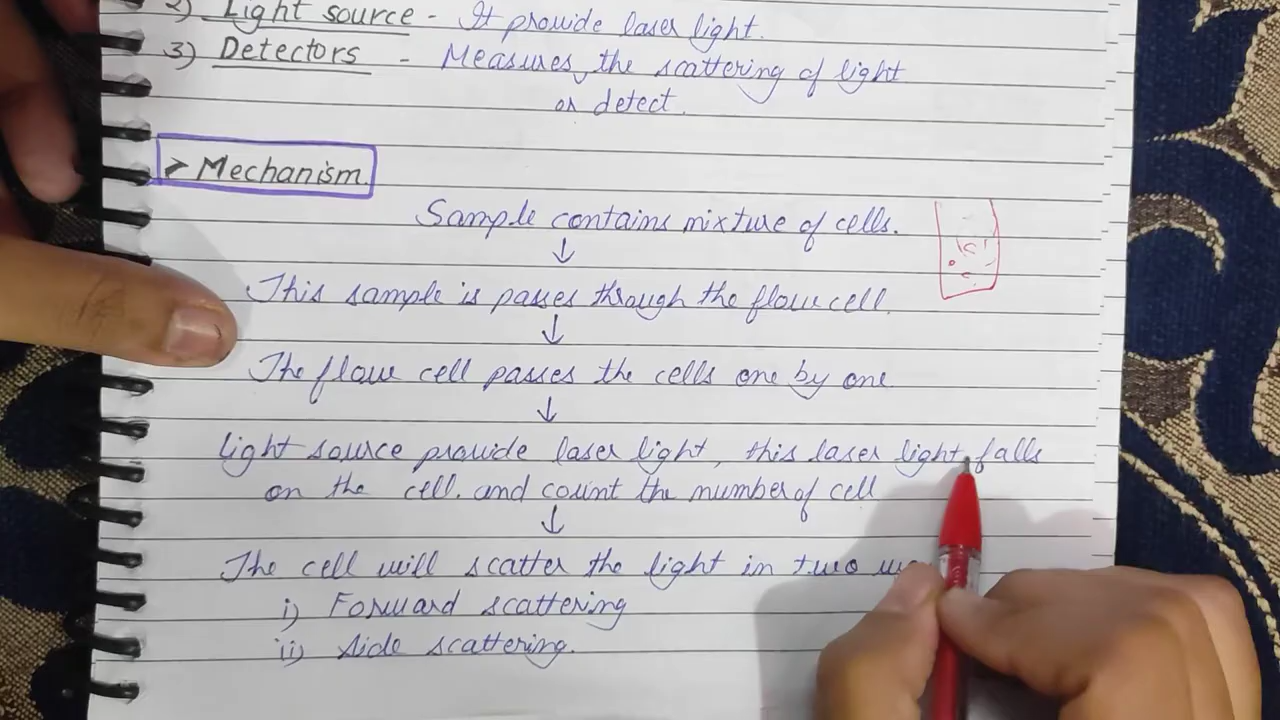 2) Light source - It provide laser light.
3) Detectors - Measures the scattering of light
or detect.
➤ Mechanism.
Sample contains mixture of cells.
↓
This sample is passes through the flow cell.
↓
The flow cell passes the cells one by one
↓
light source provide laser light, this laser light falls
on the cell. and count the number of cell
↓
The cell will scatter the light in two
i) Forward scattering
ii) side scattering.